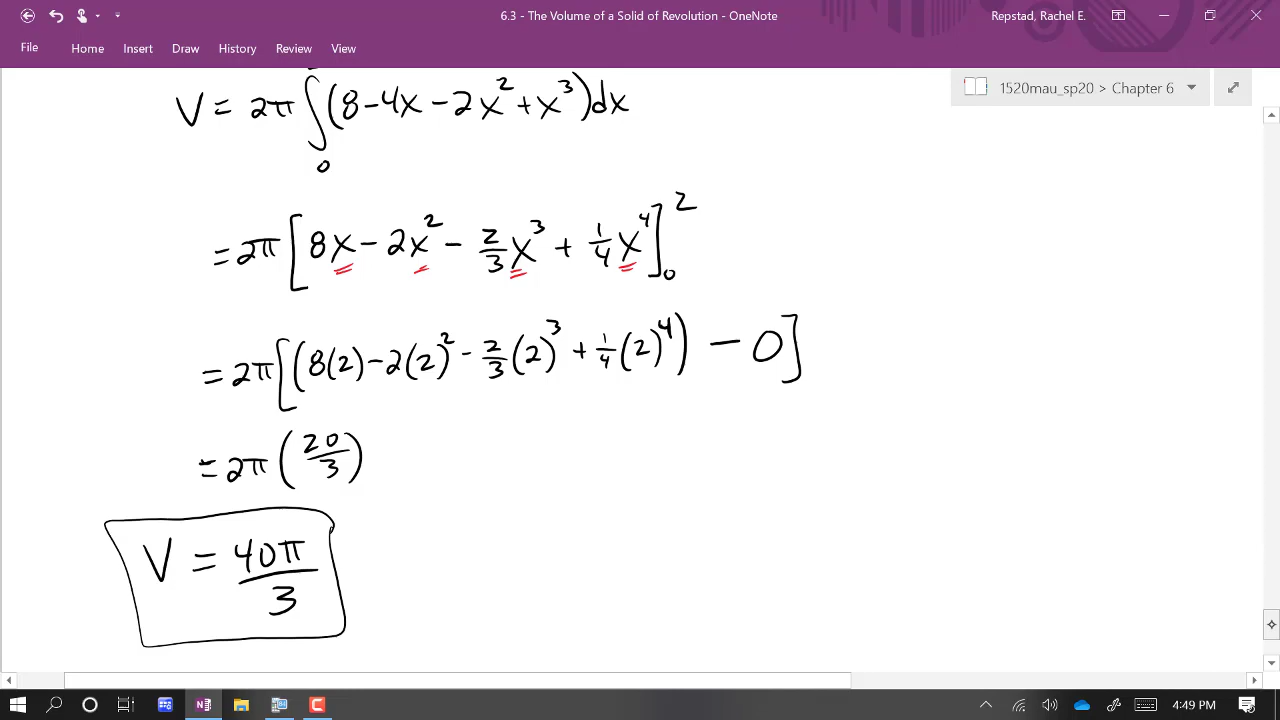 6.3 - The Volume of a Solid of Revolution - OneNote
Repstad, Rachel E.
File Home Insert Draw History Review View
1520mau_sp20 > Chapter 6
V = 2π ∫₀ (8 - 4x - 2x² + x³) dx
= 2π [8x - 2x² - 2/3 x³ + 1/4 x⁴]₀²
= 2π [(8(2) - 2(2)² - 2/3 (2)³ + 1/4 (2)⁴) - 0]
= 2π (20/3)
V = 40π/3
4:49 PM